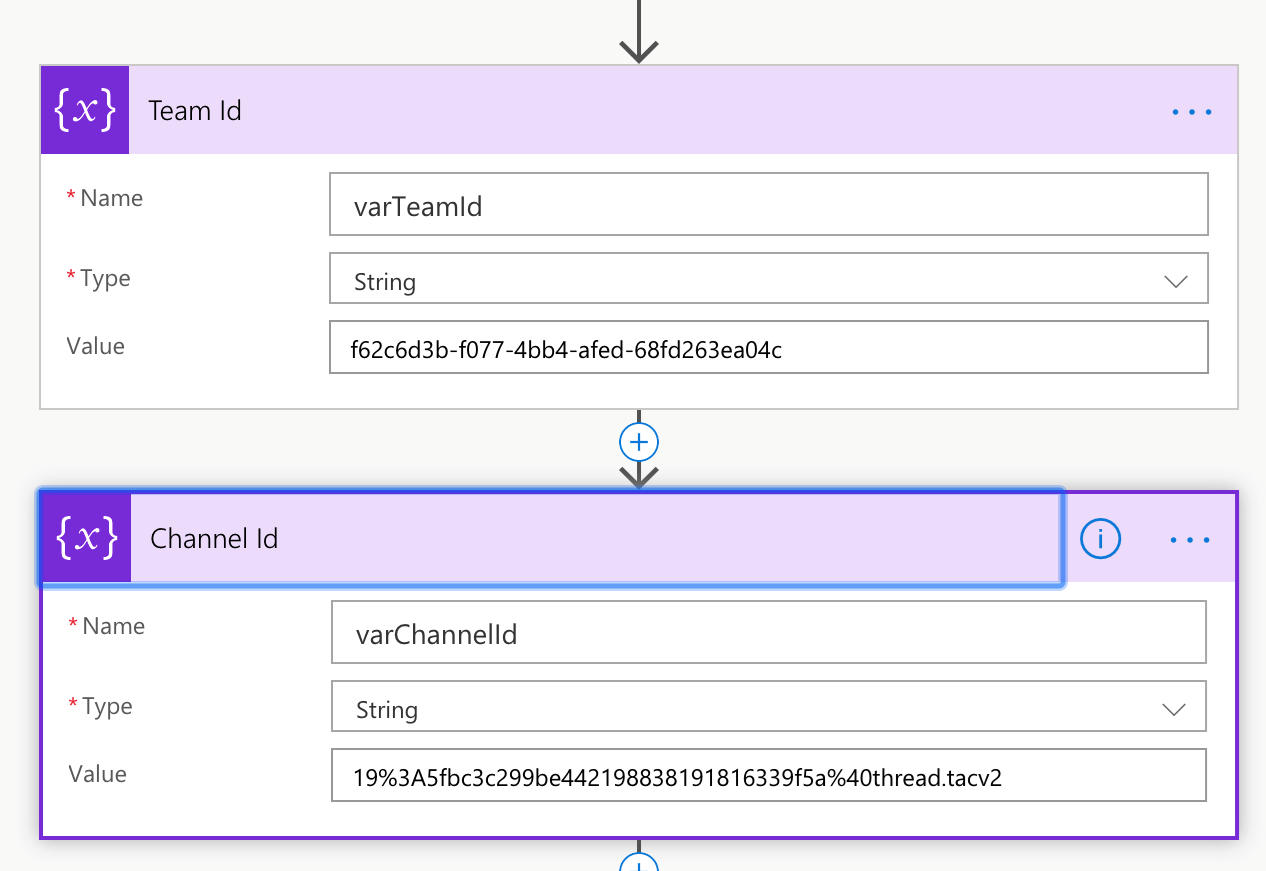 {x} Team Id
* Name
varTeamId
* Type
String
Value
f62c6d3b-f077-4bb4-afed-68fd263ea04c
{x} Channel Id
* Name
varChannelId
* Type
String
Value
19%3A5fbc3c299be442198838191816339f5a%40thread.tacv2